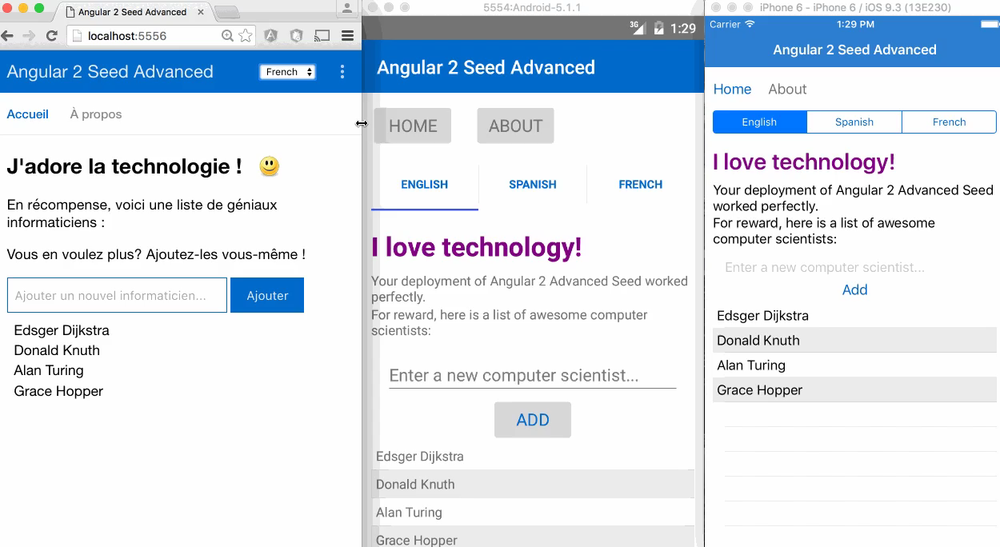 Angular 2 Seed Advanced
localhost:5556
Angular 2 Seed Advanced
French
Accueil À propos
J'adore la technologie !
En récompense, voici une liste de géniaux
informaticiens :
Vous en voulez plus? Ajoutez-les vous-même !
Ajouter un nouvel informaticien...
Ajouter
Edsger Dijkstra
Donald Knuth
Alan Turing
Grace Hopper
5554:Android-5.1.1
3G 1:29
Angular 2 Seed Advanced
HOME ABOUT
ENGLISH SPANISH FRENCH
I love technology!
Your deployment of Angular 2 Advanced Seed worked
perfectly.
For reward, here is a list of awesome computer
scientists:
Enter a new computer scientist...
ADD
Edsger Dijkstra
Donald Knuth
Alan Turing
Grace Hopper
iPhone 6 - iPhone 6 / iOS 9.3 (13E230)
Carrier 1:29 PM
Angular 2 Seed Advanced
Home About
English Spanish French
I love technology!
Your deployment of Angular 2 Advanced Seed
worked perfectly.
For reward, here is a list of awesome
computer scientists:
Enter a new computer scientist...
Add
Edsger Dijkstra
Donald Knuth
Alan Turing
Grace Hopper